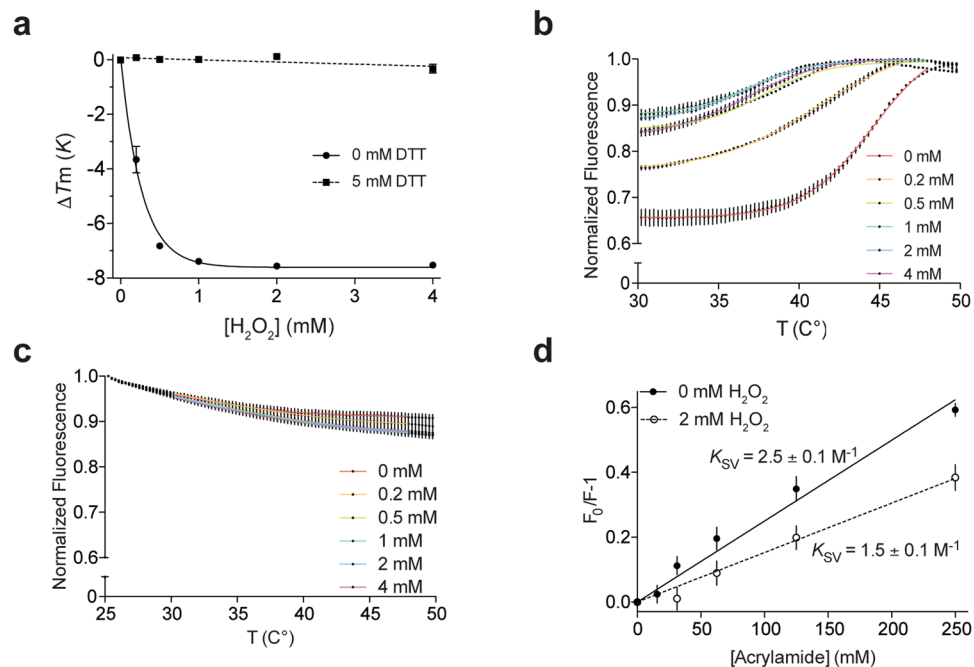 a
ΔTm (K)
0
-2
-4
-6
-8
0 mM DTT
5 mM DTT
0 1 2 3 4
[H₂O₂] (mM)
b
Normalized Fluorescence
1.0
0.9
0.8
0.7
0.6
0
0 mM
0.2 mM
0.5 mM
1 mM
2 mM
4 mM
30 35 40 45 50
T (C°)
c
Normalized Fluorescence
1.0
0.9
0.8
0.7
0.6
0
0 mM
0.2 mM
0.5 mM
1 mM
2 mM
4 mM
25 30 35 40 45 50
T (C°)
d
0 mM H₂O₂
2 mM H₂O₂
F₀/F-1
0.6
0.4
0.2
0.0
KSV = 2.5 ± 0.1 M⁻¹
KSV = 1.5 ± 0.1 M⁻¹
0 50 100 150 200 250
[Acrylamide] (mM)